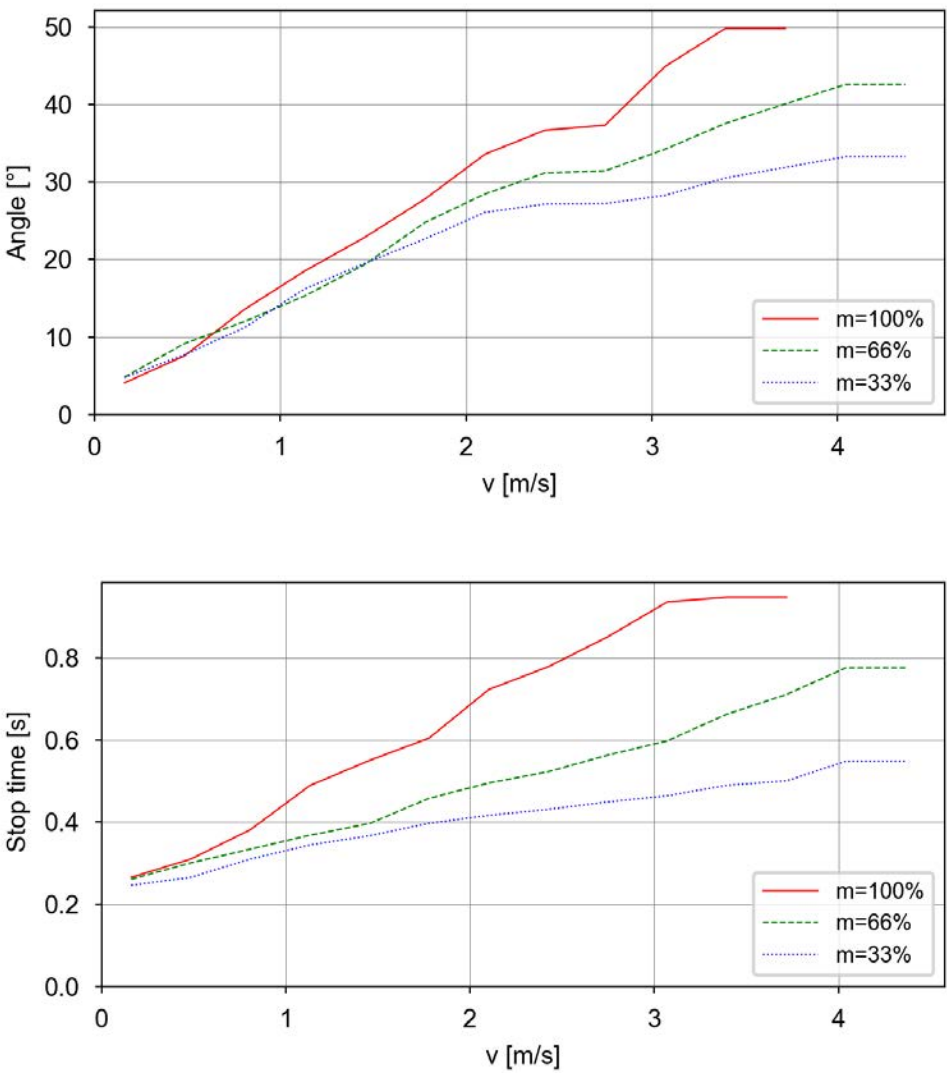 50
40
30
20
10
0
Angle [°]
0 1 2 3 4
v [m/s]
m=100%
m=66%
m=33%
0.8
0.6
0.4
0.2
0.0
Stop time [s]
0 1 2 3 4
v [m/s]
m=100%
m=66%
m=33%